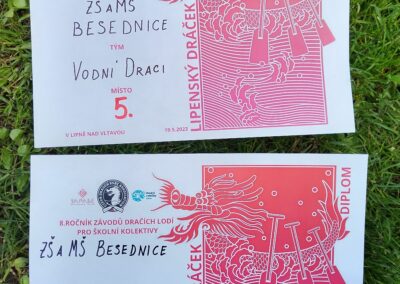 ZŠ A MŠ
BESEDNICE
TÝM
VODNÍ DRACI
MÍSTO
5.
V LIPNĚ NAD VLTAVOU
19.5.2023
LIPENSKÝ DRÁČEK
8.ROČNÍK ZÁVODŮ DRAČÍCH LODÍ
PRO ŠKOLNÍ KOLEKTIVY
ZŠ A MŠ BESEDNICE
DRÁČEK
DIPLOM